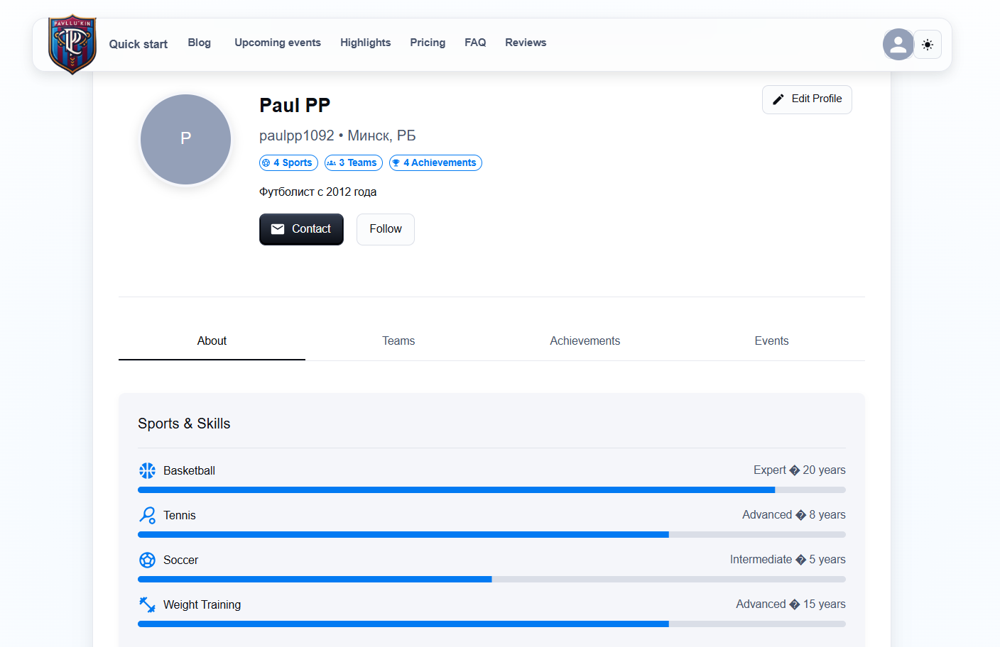 PAVLLU'KIN
Quick start Blog Upcoming events Highlights Pricing FAQ Reviews
Edit Profile
P
Paul PP
paulpp1092 • Минск, РБ
4 Sports 3 Teams 4 Achievements
Футболист с 2012 года
Contact Follow
About Teams Achievements Events
Sports & Skills
Basketball Expert � 20 years
Tennis Advanced � 8 years
Soccer Intermediate � 5 years
Weight Training Advanced � 15 years